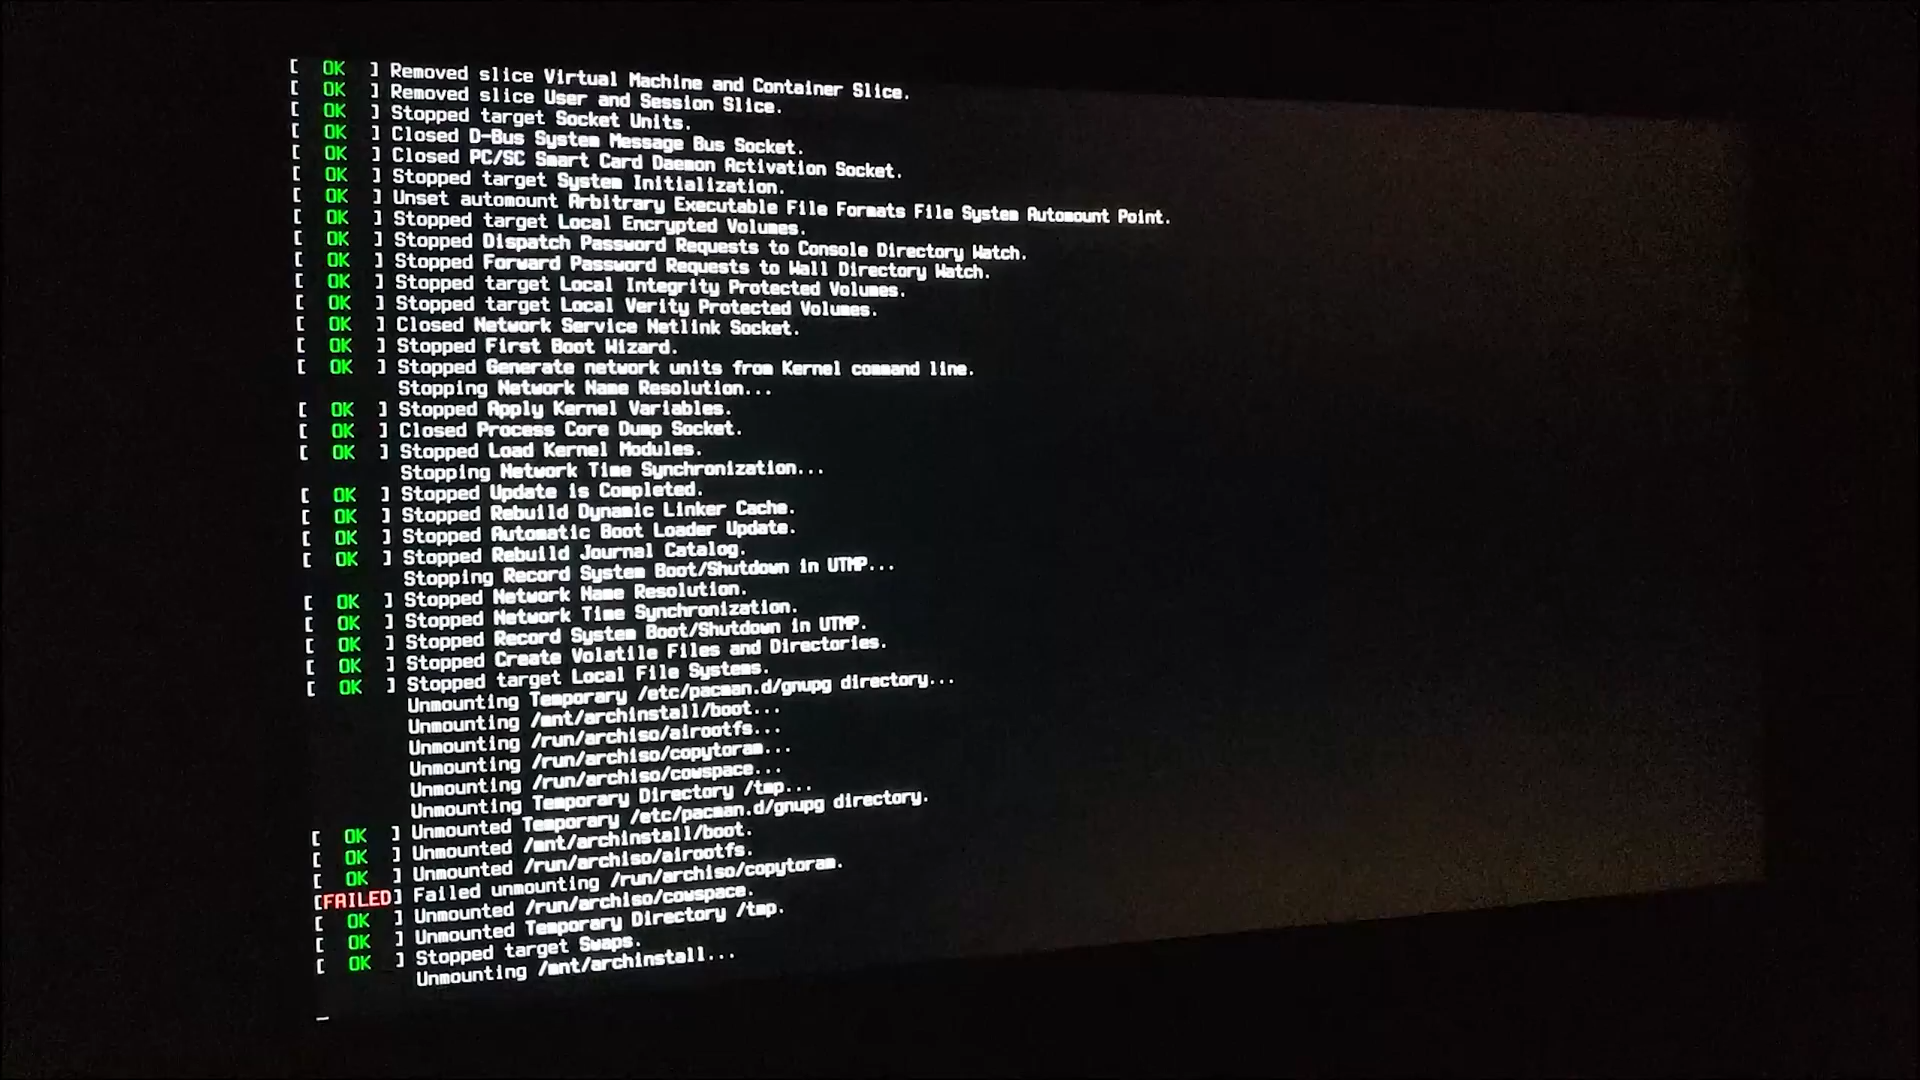 [  OK  ] Removed slice Virtual Machine and Container Slice.
[  OK  ] Removed slice User and Session Slice.
[  OK  ] Stopped target Socket Units.
[  OK  ] Closed D-Bus System Message Bus Socket.
[  OK  ] Closed PC/SC Smart Card Daemon Activation Socket.
[  OK  ] Stopped target System Initialization.
[  OK  ] Unset automount Arbitrary Executable File Formats File System Automount Point.
[  OK  ] Stopped target Local Encrypted Volumes.
[  OK  ] Stopped Dispatch Password Requests to Console Directory Watch.
[  OK  ] Stopped Forward Password Requests to Wall Directory Watch.
[  OK  ] Stopped target Local Integrity Protected Volumes.
[  OK  ] Stopped target Local Verity Protected Volumes.
[  OK  ] Closed Network Service Netlink Socket.
[  OK  ] Stopped First Boot Wizard.
[  OK  ] Stopped Generate network units from Kernel command line.
Stopping Network Name Resolution...
[  OK  ] Stopped Apply Kernel Variables.
[  OK  ] Closed Process Core Dump Socket.
[  OK  ] Stopped Load Kernel Modules.
Stopping Network Time Synchronization...
[  OK  ] Stopped Update is Completed.
[  OK  ] Stopped Rebuild Dynamic Linker Cache.
[  OK  ] Stopped Automatic Boot Loader Update.
[  OK  ] Stopped Rebuild Journal Catalog.
Stopping Record System Boot/Shutdown in UTMP...
[  OK  ] Stopped Network Name Resolution.
[  OK  ] Stopped Network Time Synchronization.
[  OK  ] Stopped Record System Boot/Shutdown in UTMP.
[  OK  ] Stopped Create Volatile Files and Directories.
[  OK  ] Stopped target Local File Systems.
Unmounting Temporary /etc/pacman.d/gnupg directory...
Unmounting /mnt/archinstall/boot...
Unmounting /run/archiso/airootfs...
Unmounting /run/archiso/copytoram...
Unmounting /run/archiso/cowspace...
Unmounting Temporary Directory /tmp...
[  OK  ] Unmounted Temporary /etc/pacman.d/gnupg directory.
[  OK  ] Unmounted /mnt/archinstall/boot.
[  OK  ] Unmounted /run/archiso/airootfs.
[FAILED] Failed unmounting /run/archiso/copytoram.
[  OK  ] Unmounted /run/archiso/cowspace.
[  OK  ] Unmounted Temporary Directory /tmp.
[  OK  ] Stopped target Swaps.
Unmounting /mnt/archinstall...
_